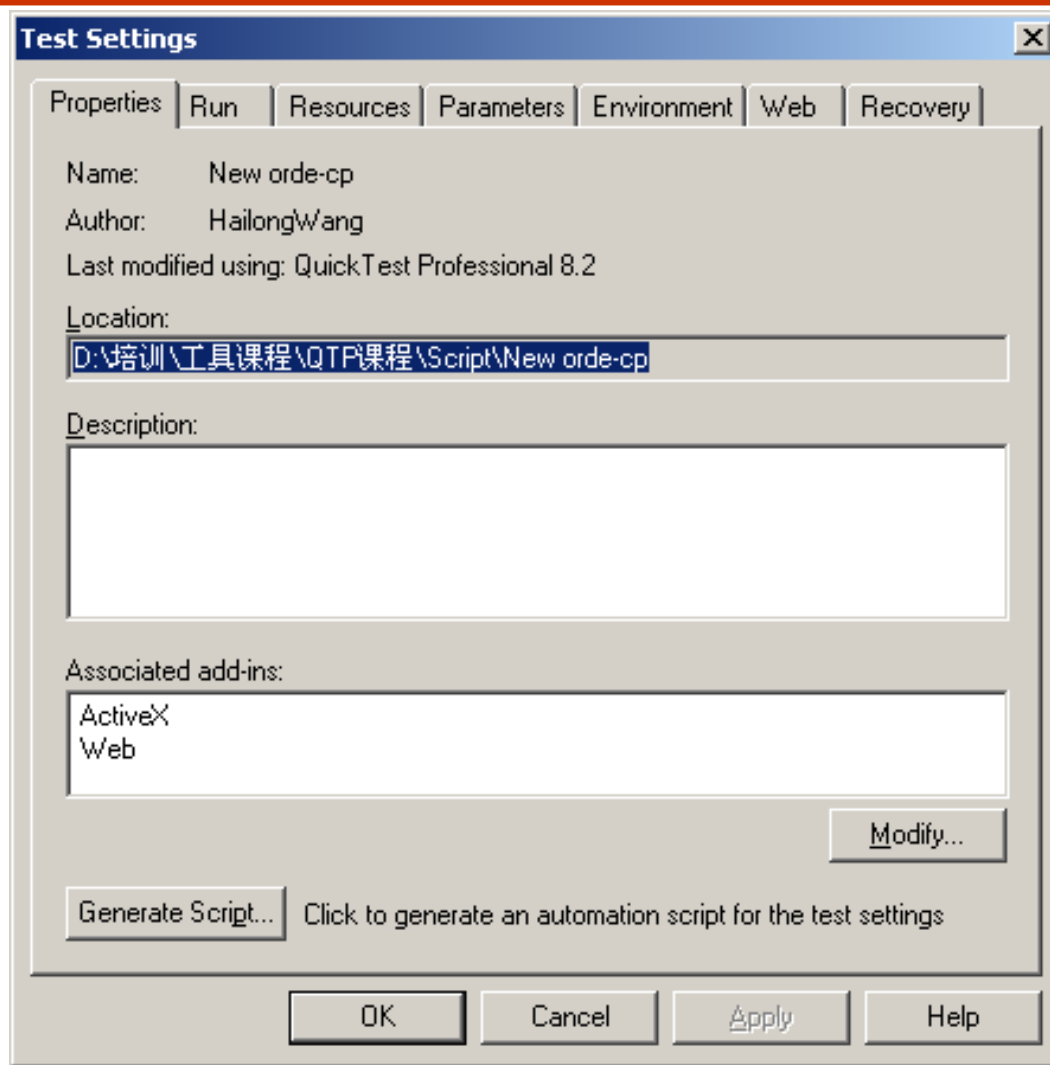 Test Settings
Properties Run Resources Parameters Environment Web Recovery
Name: New orde-cp
Author: HailongWang
Last modified using: QuickTest Professional 8.2
Location:
D:\培训\工具课程\QTP课程\Script\New orde-cp
Description:
Associated add-ins:
ActiveX
Web
Modify...
Generate Script... Click to generate an automation script for the test settings
OK Cancel Apply Help